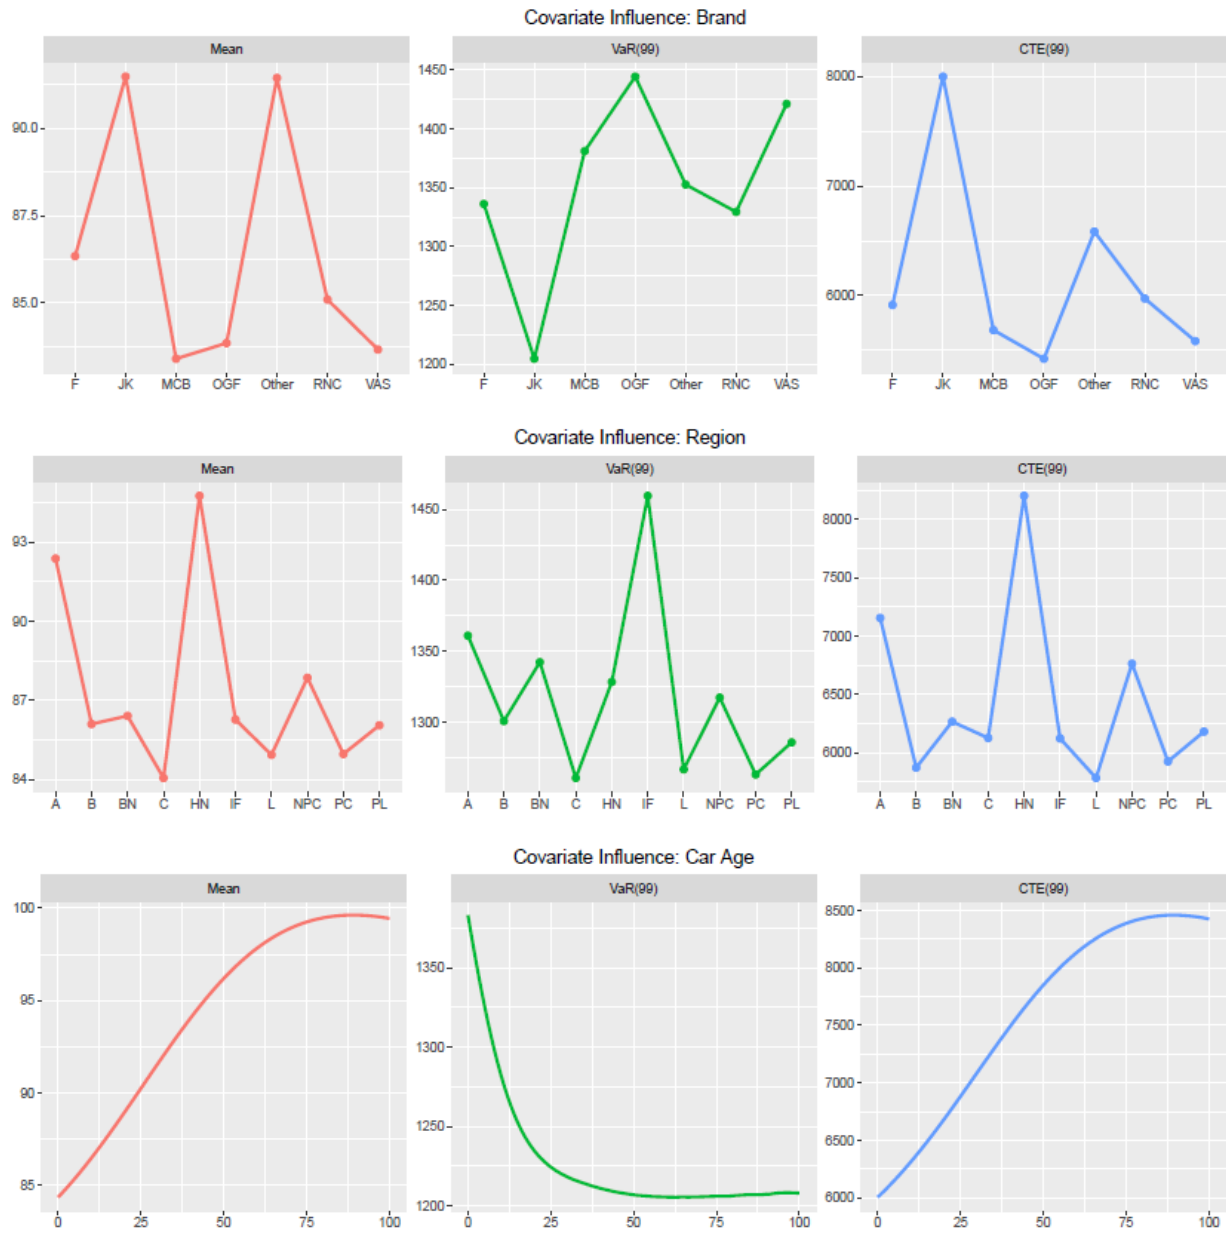 Covariate Influence: Brand
Mean VaR(99) CTE(99)
90.0 87.5 85.0
F JK MCB OGF Other RNC VAS
1450 1400 1350 1300 1250 1200
F JK MCB OGF Other RNC VAS
8000 7000 6000
F JK MCB OGF Other RNC VAS
Covariate Influence: Region
Mean VaR(99) CTE(99)
93 90 87 84
A B BN C HN IF L NPC PC PL
1450 1400 1350 1300
A B BN C HN IF L NPC PC PL
8000 7500 7000 6500 6000
A B BN C HN IF L NPC PC PL
Covariate Influence: Car Age
Mean VaR(99) CTE(99)
100 95 90 85
0 25 50 75 100
1350 1300 1250 1200
0 25 50 75 100
8500 8000 7500 7000 6500 6000
0 25 50 75 100